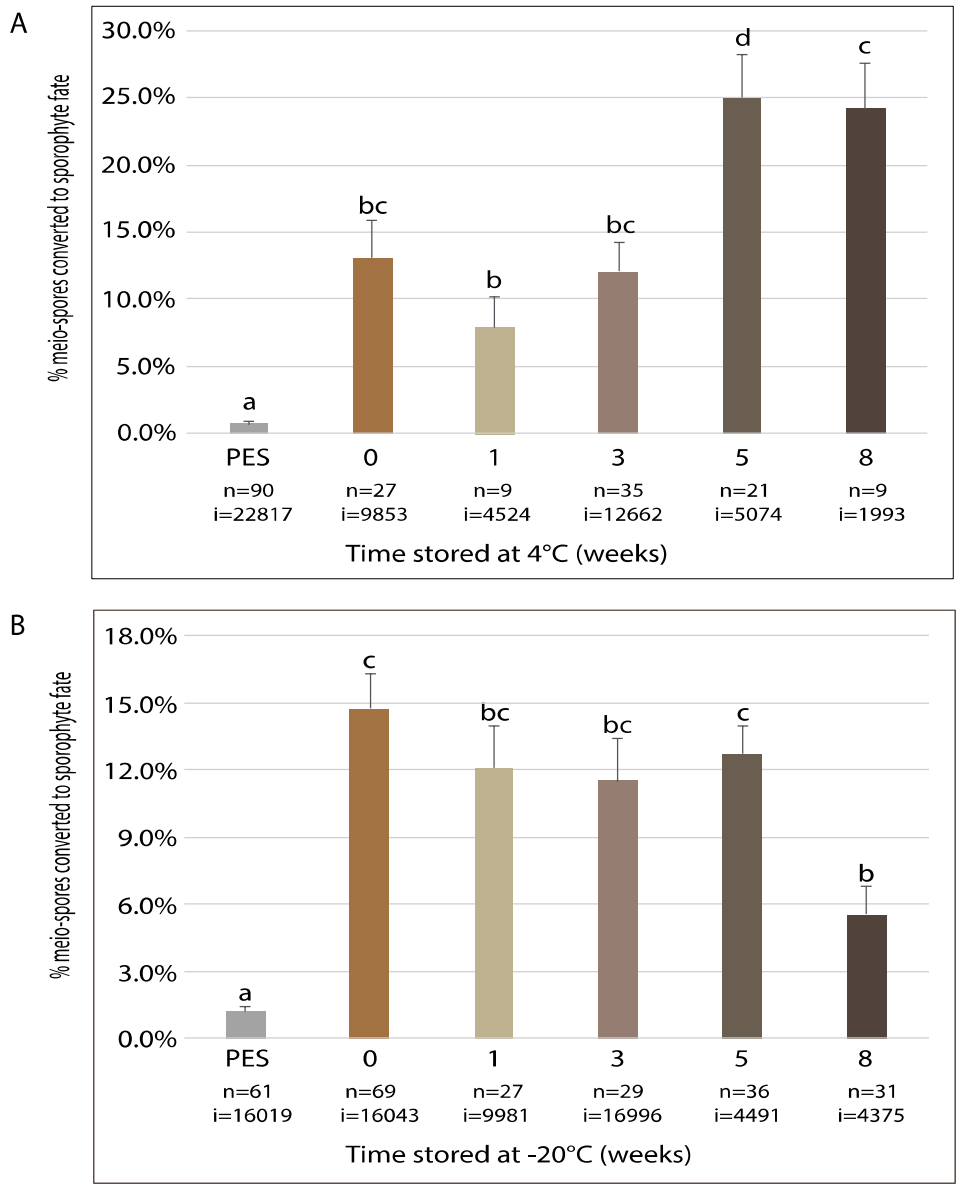 A
% meio-spores converted to sporophyte fate
30.0%
25.0%
20.0%
15.0%
10.0%
5.0%
0.0%
a
bc
b
bc
d
c
PES 0 1 3 5 8
n=90 n=27 n=9 n=35 n=21 n=9
i=22817 i=9853 i=4524 i=12662 i=5074 i=1993
Time stored at 4°C (weeks)
B
% meio-spores converted to sporophyte fate
18.0%
15.0%
12.0%
9.0%
6.0%
3.0%
0.0%
a
c
bc
bc
c
b
PES 0 1 3 5 8
n=61 n=69 n=27 n=29 n=36 n=31
i=16019 i=16043 i=9981 i=16996 i=4491 i=4375
Time stored at -20°C (weeks)